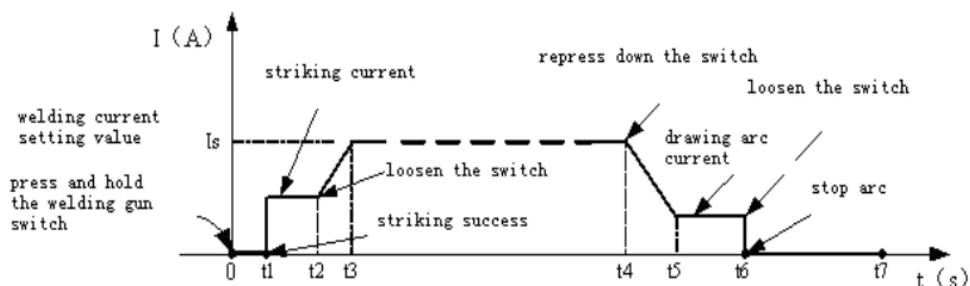 I (A)
striking current
repress down the switch
loosen the switch
welding current
setting value
Is
drawing arc
current
press and hold
the welding gun
switch
loosen the switch
stop arc
striking success
0
t1
t2
t3
t4
t5
t6
t7
t (s)